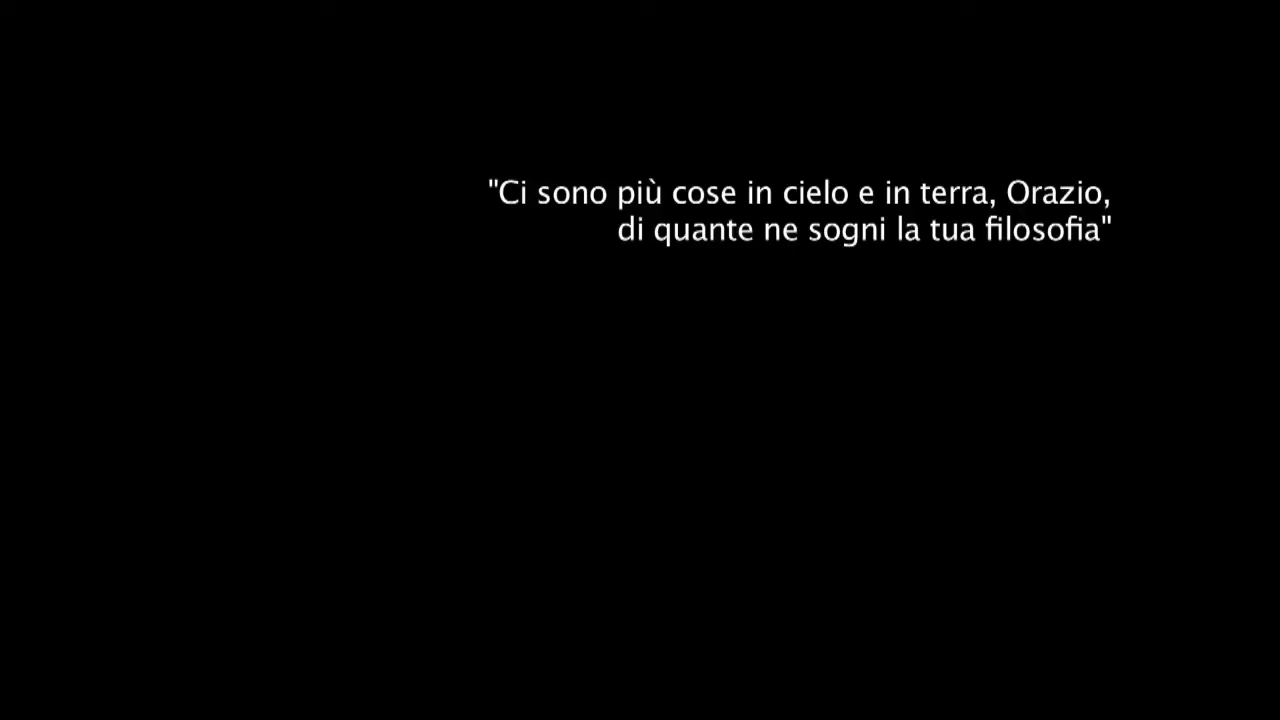 "Ci sono più cose in cielo e in terra, Orazio,
di quante ne sogni la tua filosofia"